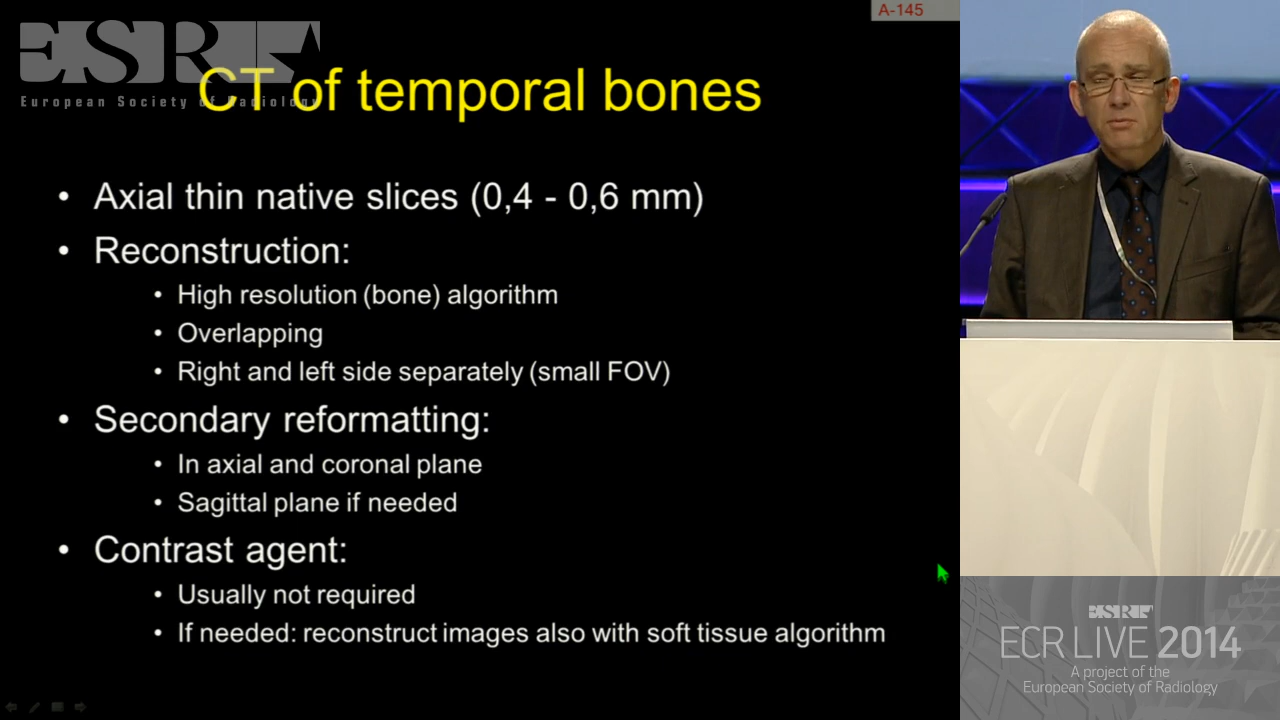 A-145
ESR
European Society of Radiology
CT of temporal bones
• Axial thin native slices (0,4 - 0,6 mm)
• Reconstruction:
• High resolution (bone) algorithm
• Overlapping
• Right and left side separately (small FOV)
• Secondary reformatting:
• In axial and coronal plane
• Sagittal plane if needed
• Contrast agent:
• Usually not required
• If needed: reconstruct images also with soft tissue algorithm
ESR
ECR LIVE 2014
A project of the
European Society of Radiology